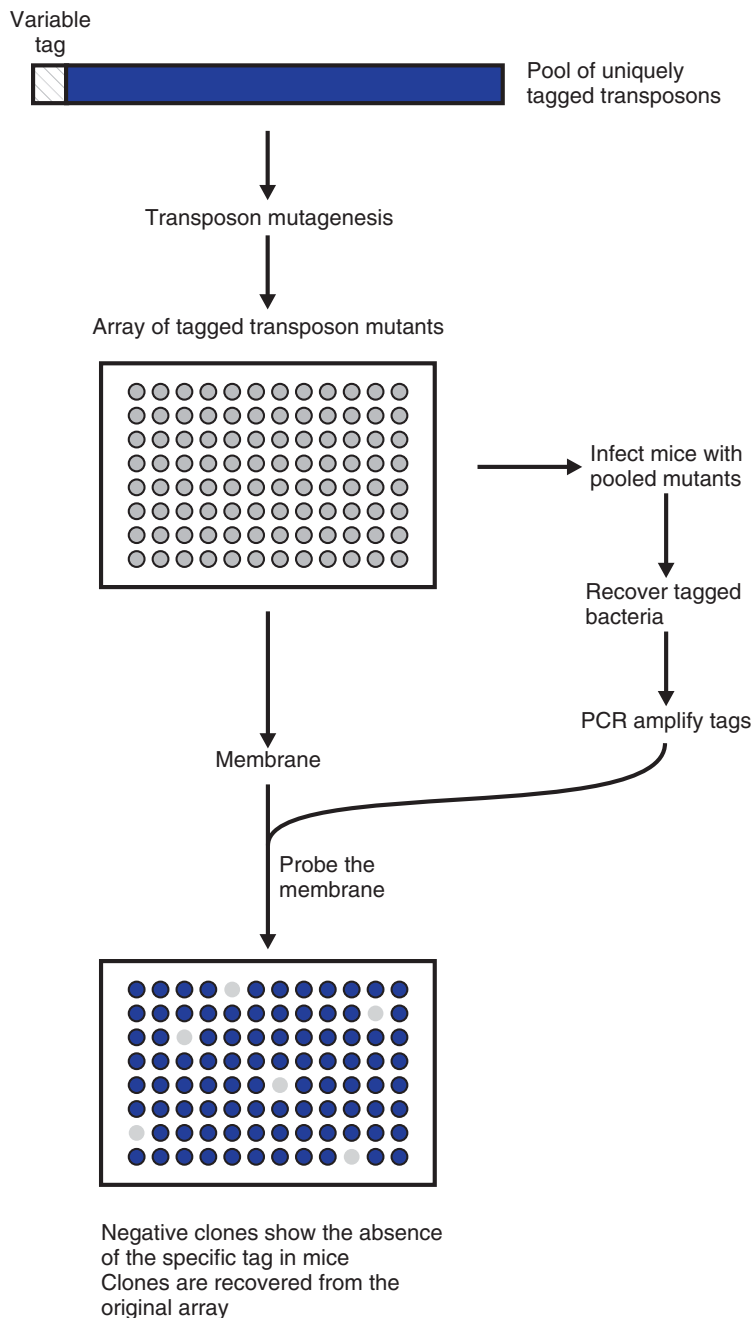 Variable
tag
Pool of uniquely
tagged transposons
Transposon mutagenesis
Array of tagged transposon mutants
Infect mice with
pooled mutants
Recover tagged
bacteria
PCR amplify tags
Membrane
Probe the
membrane
Negative clones show the absence
of the specific tag in mice
Clones are recovered from the
original array